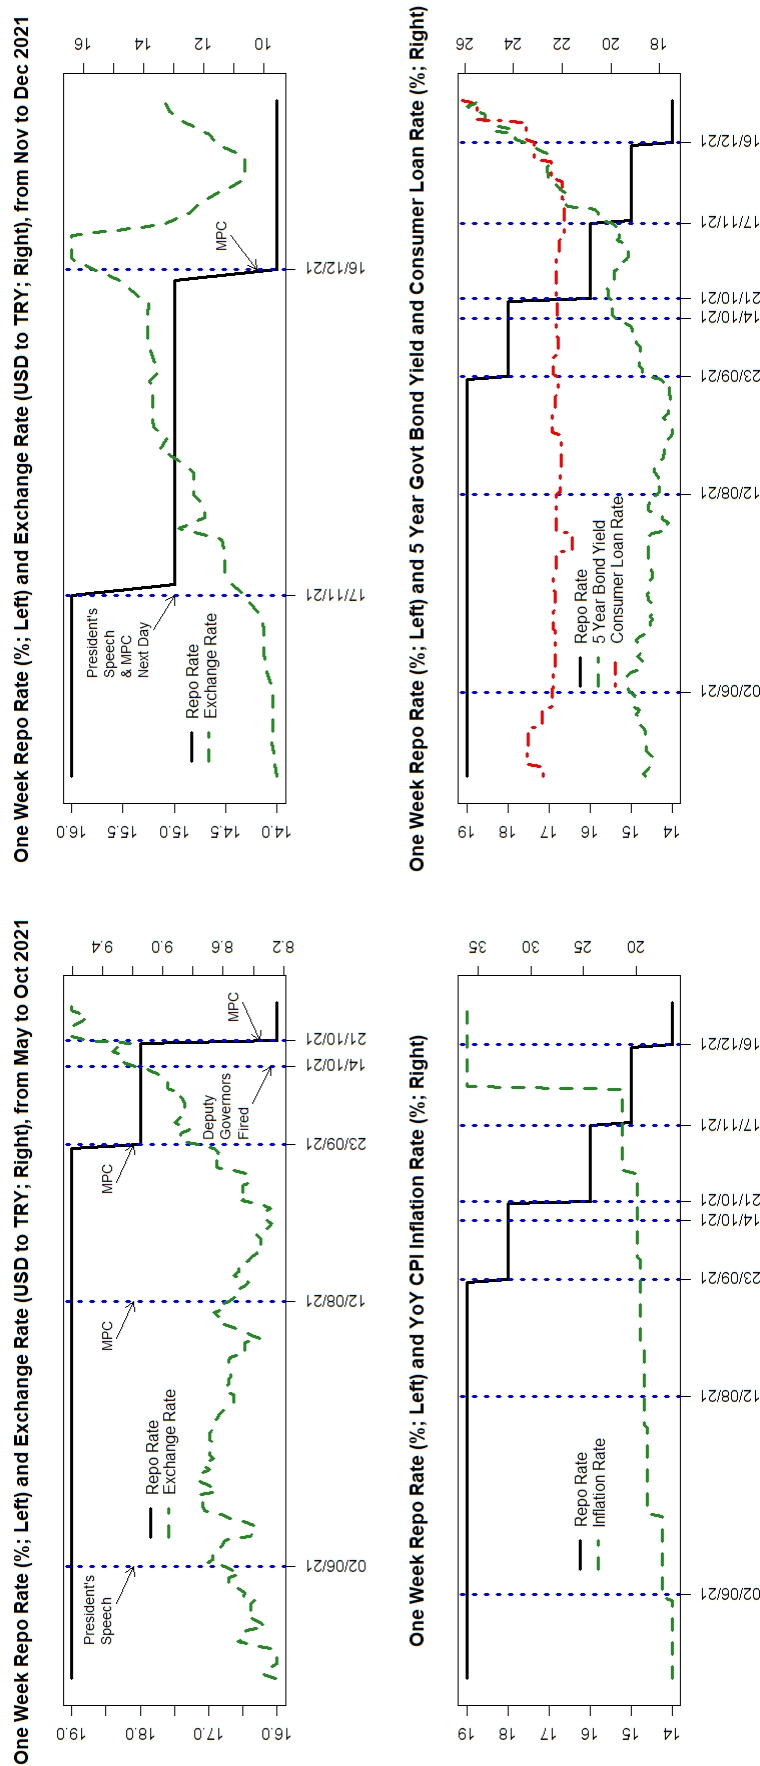 One Week Repo Rate (%; Left) and Exchange Rate (USD to TRY; Right), from May to Oct 2021
19.0
18.0
17.0
16.0
9.4
9.0
8.6
8.2
02/06/21
12/08/21
23/09/21
14/10/21
21/10/21
President's
Speech
MPC
MPC
Deputy
Governors
Fired
MPC
Repo Rate
Exchange Rate
One Week Repo Rate (%; Left) and Exchange Rate (USD to TRY; Right), from Nov to Dec 2021
16.0
15.5
15.0
14.5
14.0
16
14
12
10
17/11/21
16/12/21
President's
Speech
& MPC
Next Day
MPC
Repo Rate
Exchange Rate
One Week Repo Rate (%; Left) and YoY CPI Inflation Rate (%; Right)
19
18
17
16
15
14
35
30
25
20
02/06/21
12/08/21
23/09/21
14/10/21
21/10/21
17/11/21
16/12/21
Repo Rate
Inflation Rate
One Week Repo Rate (%; Left) and 5 Year Govt Bond Yield and Consumer Loan Rate (%; Right)
19
18
17
16
15
14
26
24
22
20
18
02/06/21
12/08/21
23/09/21
14/10/21
21/10/21
17/11/21
16/12/21
Repo Rate
5 Year Bond Yield
Consumer Loan Rate